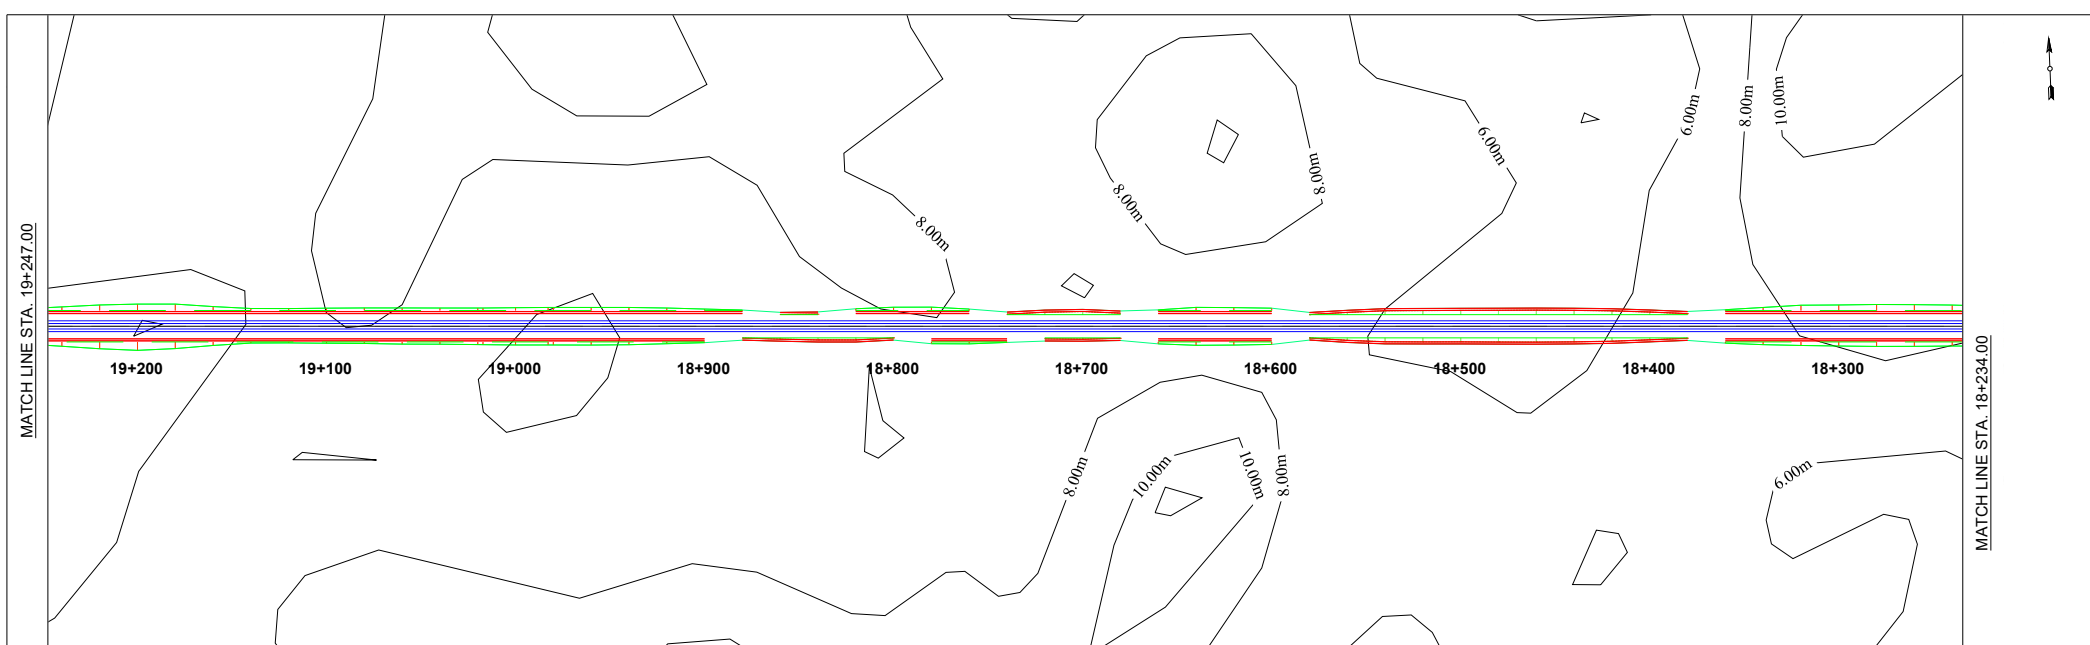 MATCH LINE STA. 19+247.00
6.00m
8.00m
10.00m
6.00m
8.00m
8.00m
8.00m
19+200
19+100
19+000
18+900
18+800
18+700
18+600
18+500
18+400
18+300
8.00m
10.00m
10.00m
8.00m
6.00m
MATCH LINE STA. 18+234.00